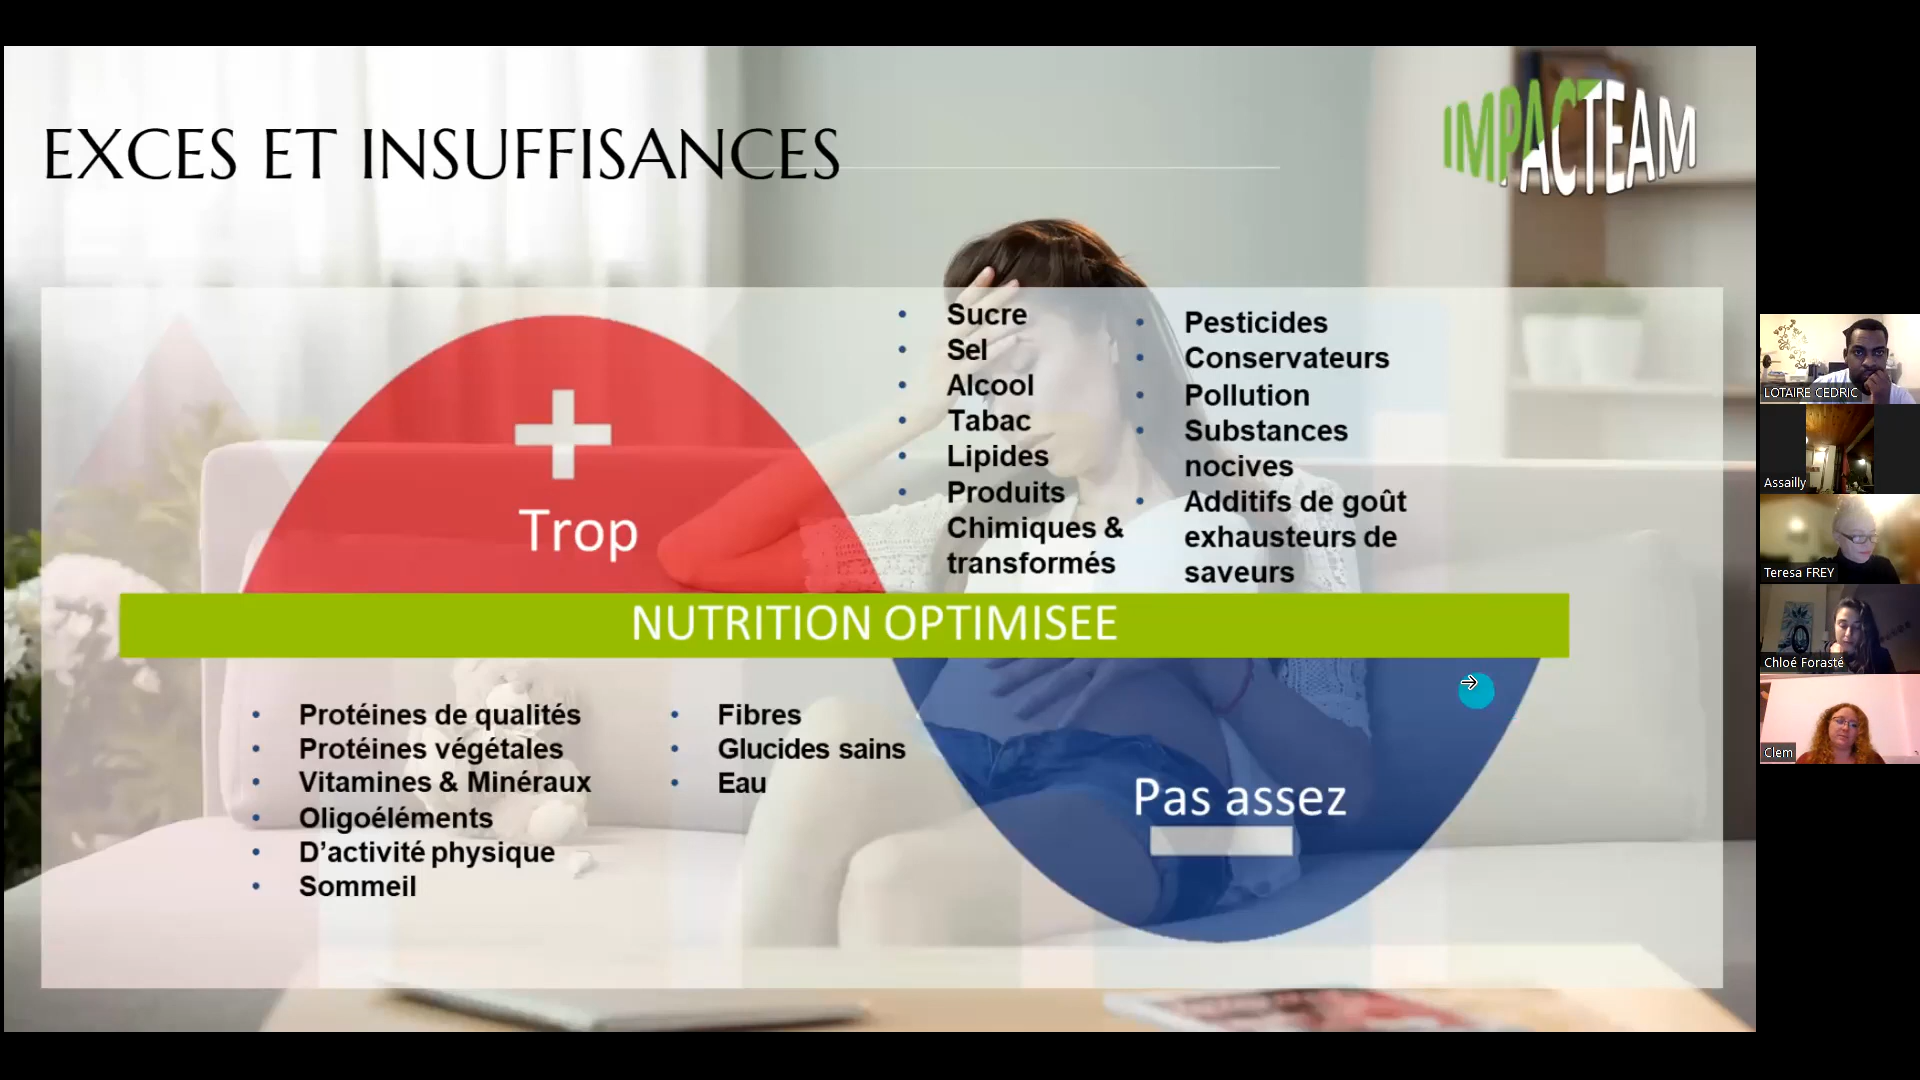 EXCES ET INSUFFISANCES
IMPACTEAM
Trop
Sucre
Sel
Alcool
Tabac
Lipides
Produits
Chimiques &
transformés
Pesticides
Conservateurs
Pollution
Substances
nocives
Additifs de goût
exhausteurs de
saveurs
NUTRITION OPTIMISEE
Protéines de qualités
Protéines végétales
Vitamines & Minéraux
Oligoéléments
D’activité physique
Sommeil
Fibres
Glucides sains
Eau
Pas assez
LOTAIRE CEDRIC
Assailly
Teresa FREY
Chloé Forasté
Clem